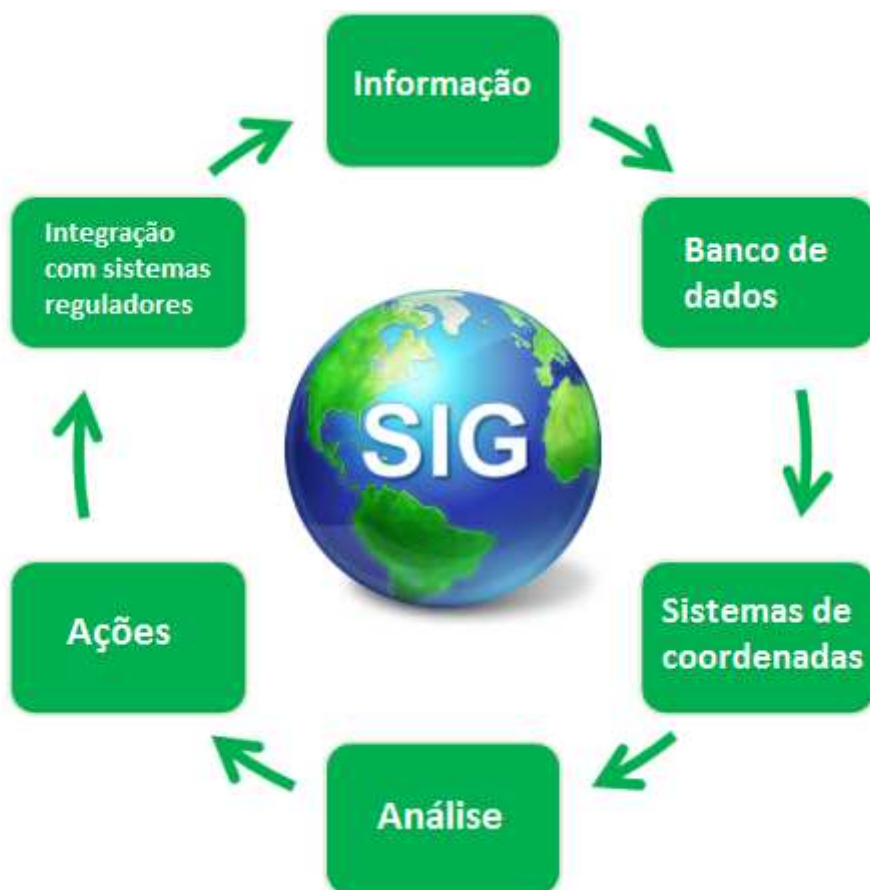 Informação
Banco de
dados
Sistemas de
coordenadas
Análise
Ações
Integração
com sistemas
reguladores
SIG